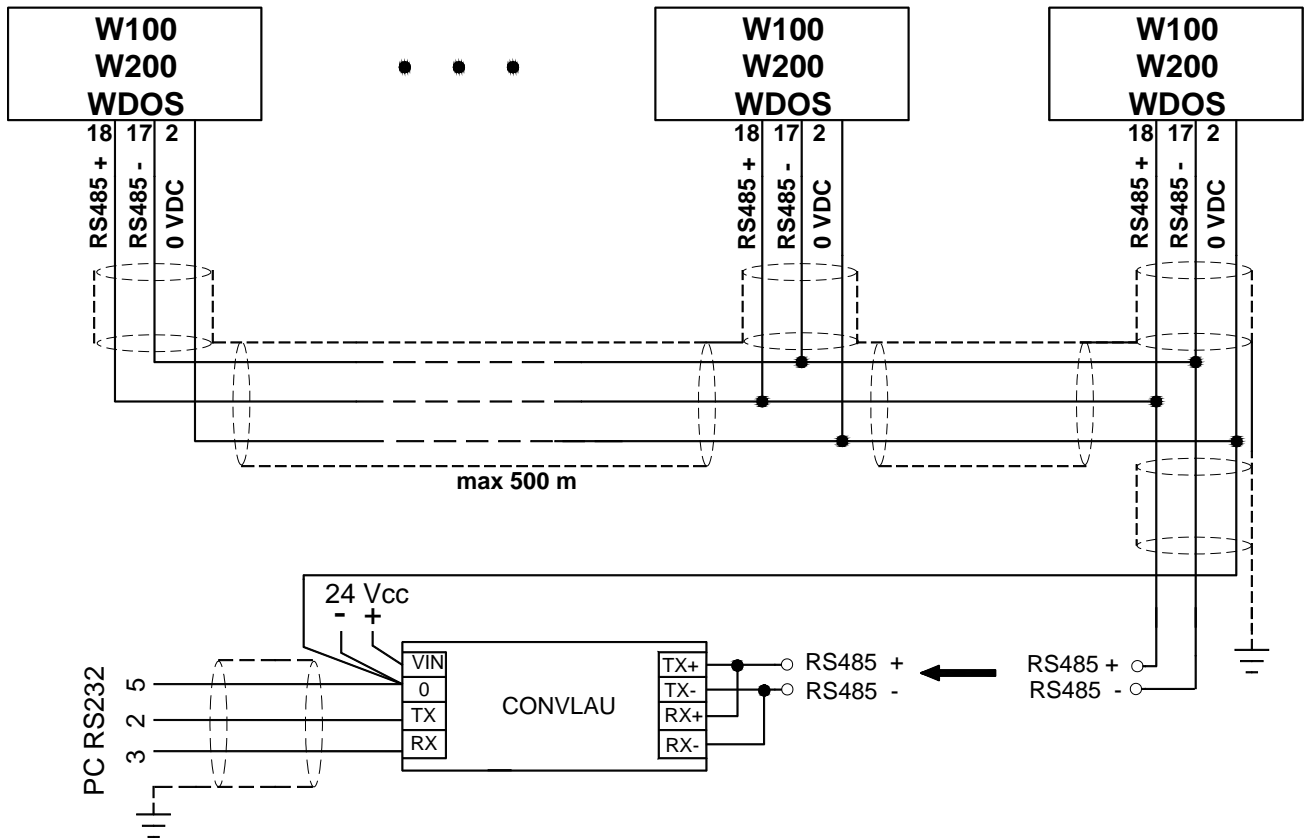 W100
W200
WDOS
18 17 2
RS485 +
RS485 -
0 VDC
W100
W200
WDOS
18 17 2
RS485 +
RS485 -
0 VDC
W100
W200
WDOS
18 17 2
RS485 +
RS485 -
0 VDC
max 500 m
24 Vcc
- +
PC RS232
5
2
3
VIN
0
TX
RX
CONVLAU
TX+
TX-
RX+
RX-
RS485 +
RS485 -
RS485 +
RS485 -